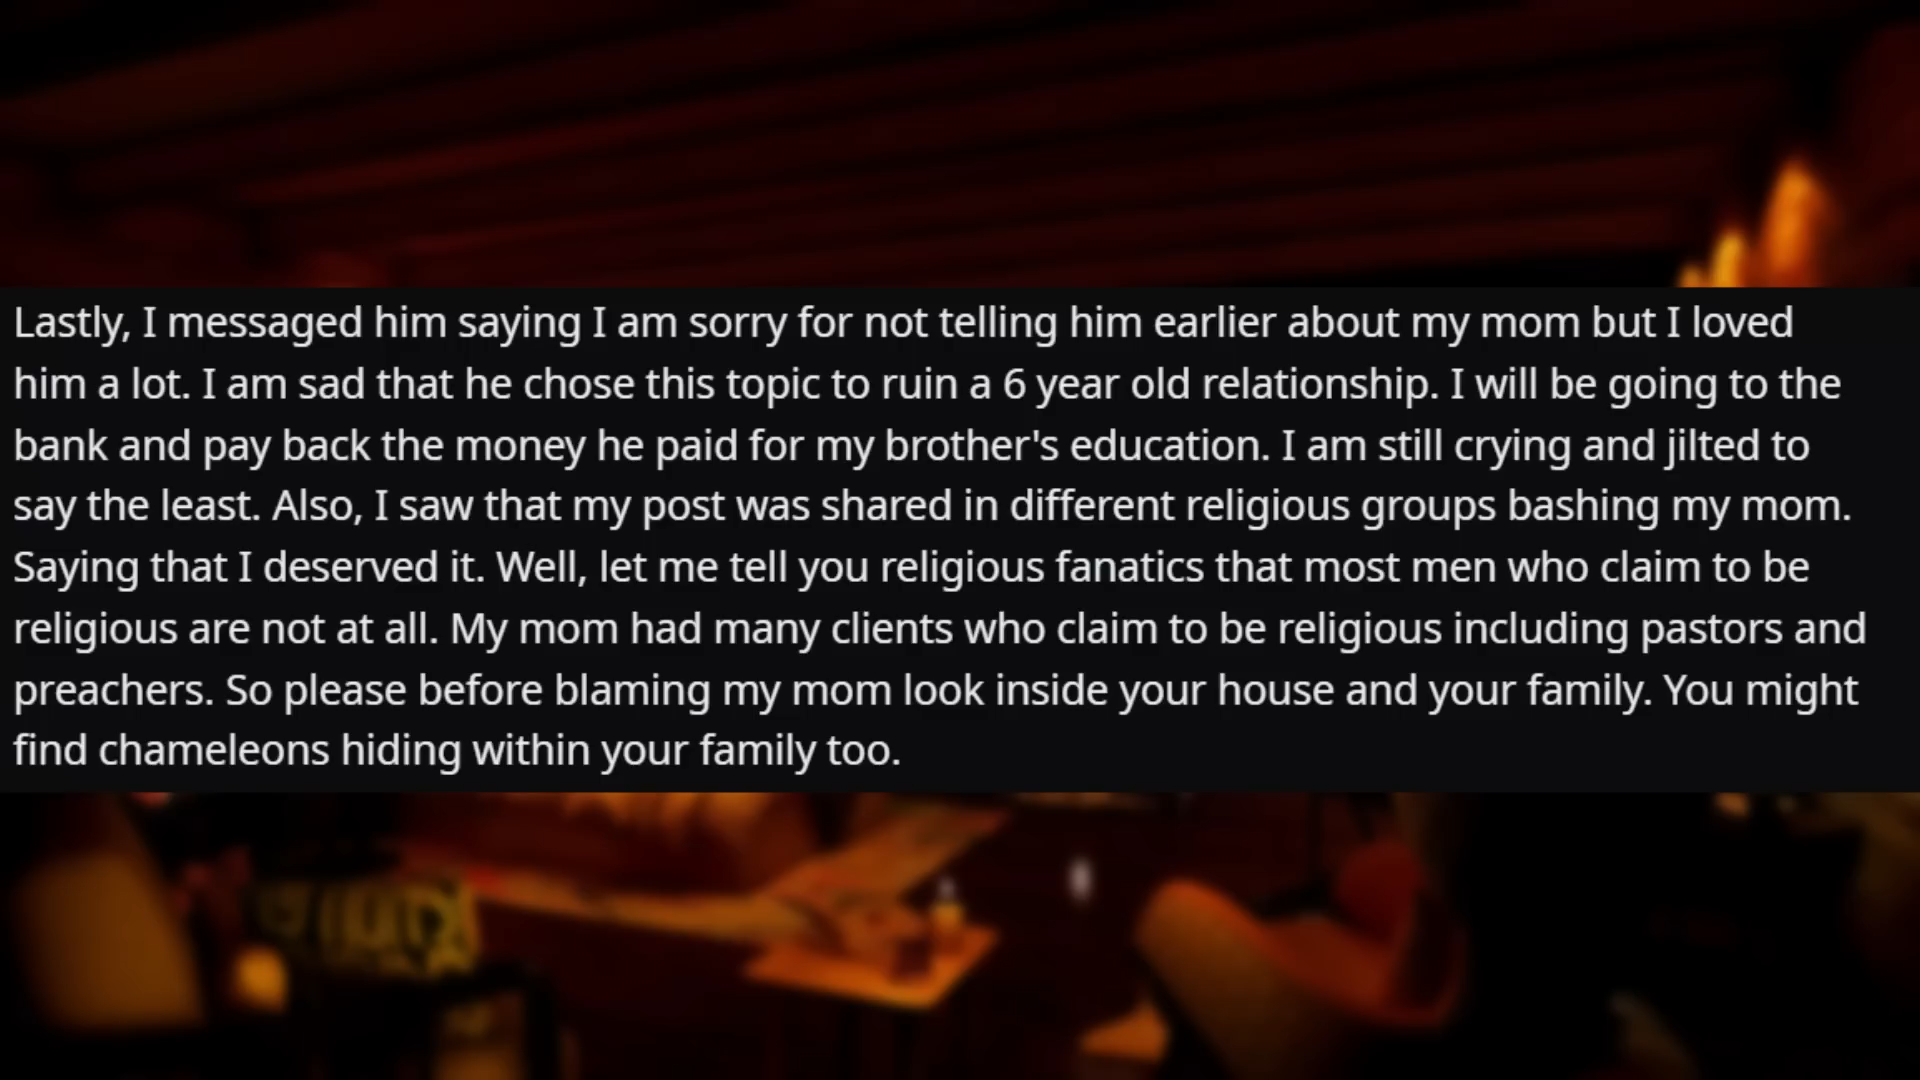 Lastly, I messaged him saying I am sorry for not telling him earlier about my mom but I loved
him a lot. I am sad that he chose this topic to ruin a 6 year old relationship. I will be going to the
bank and pay back the money he paid for my brother's education. I am still crying and jilted to
say the least. Also, I saw that my post was shared in different religious groups bashing my mom.
Saying that I deserved it. Well, let me tell you religious fanatics that most men who claim to be
religious are not at all. My mom had many clients who claim to be religious including pastors and
preachers. So please before blaming my mom look inside your house and your family. You might
find chameleons hiding within your family too.